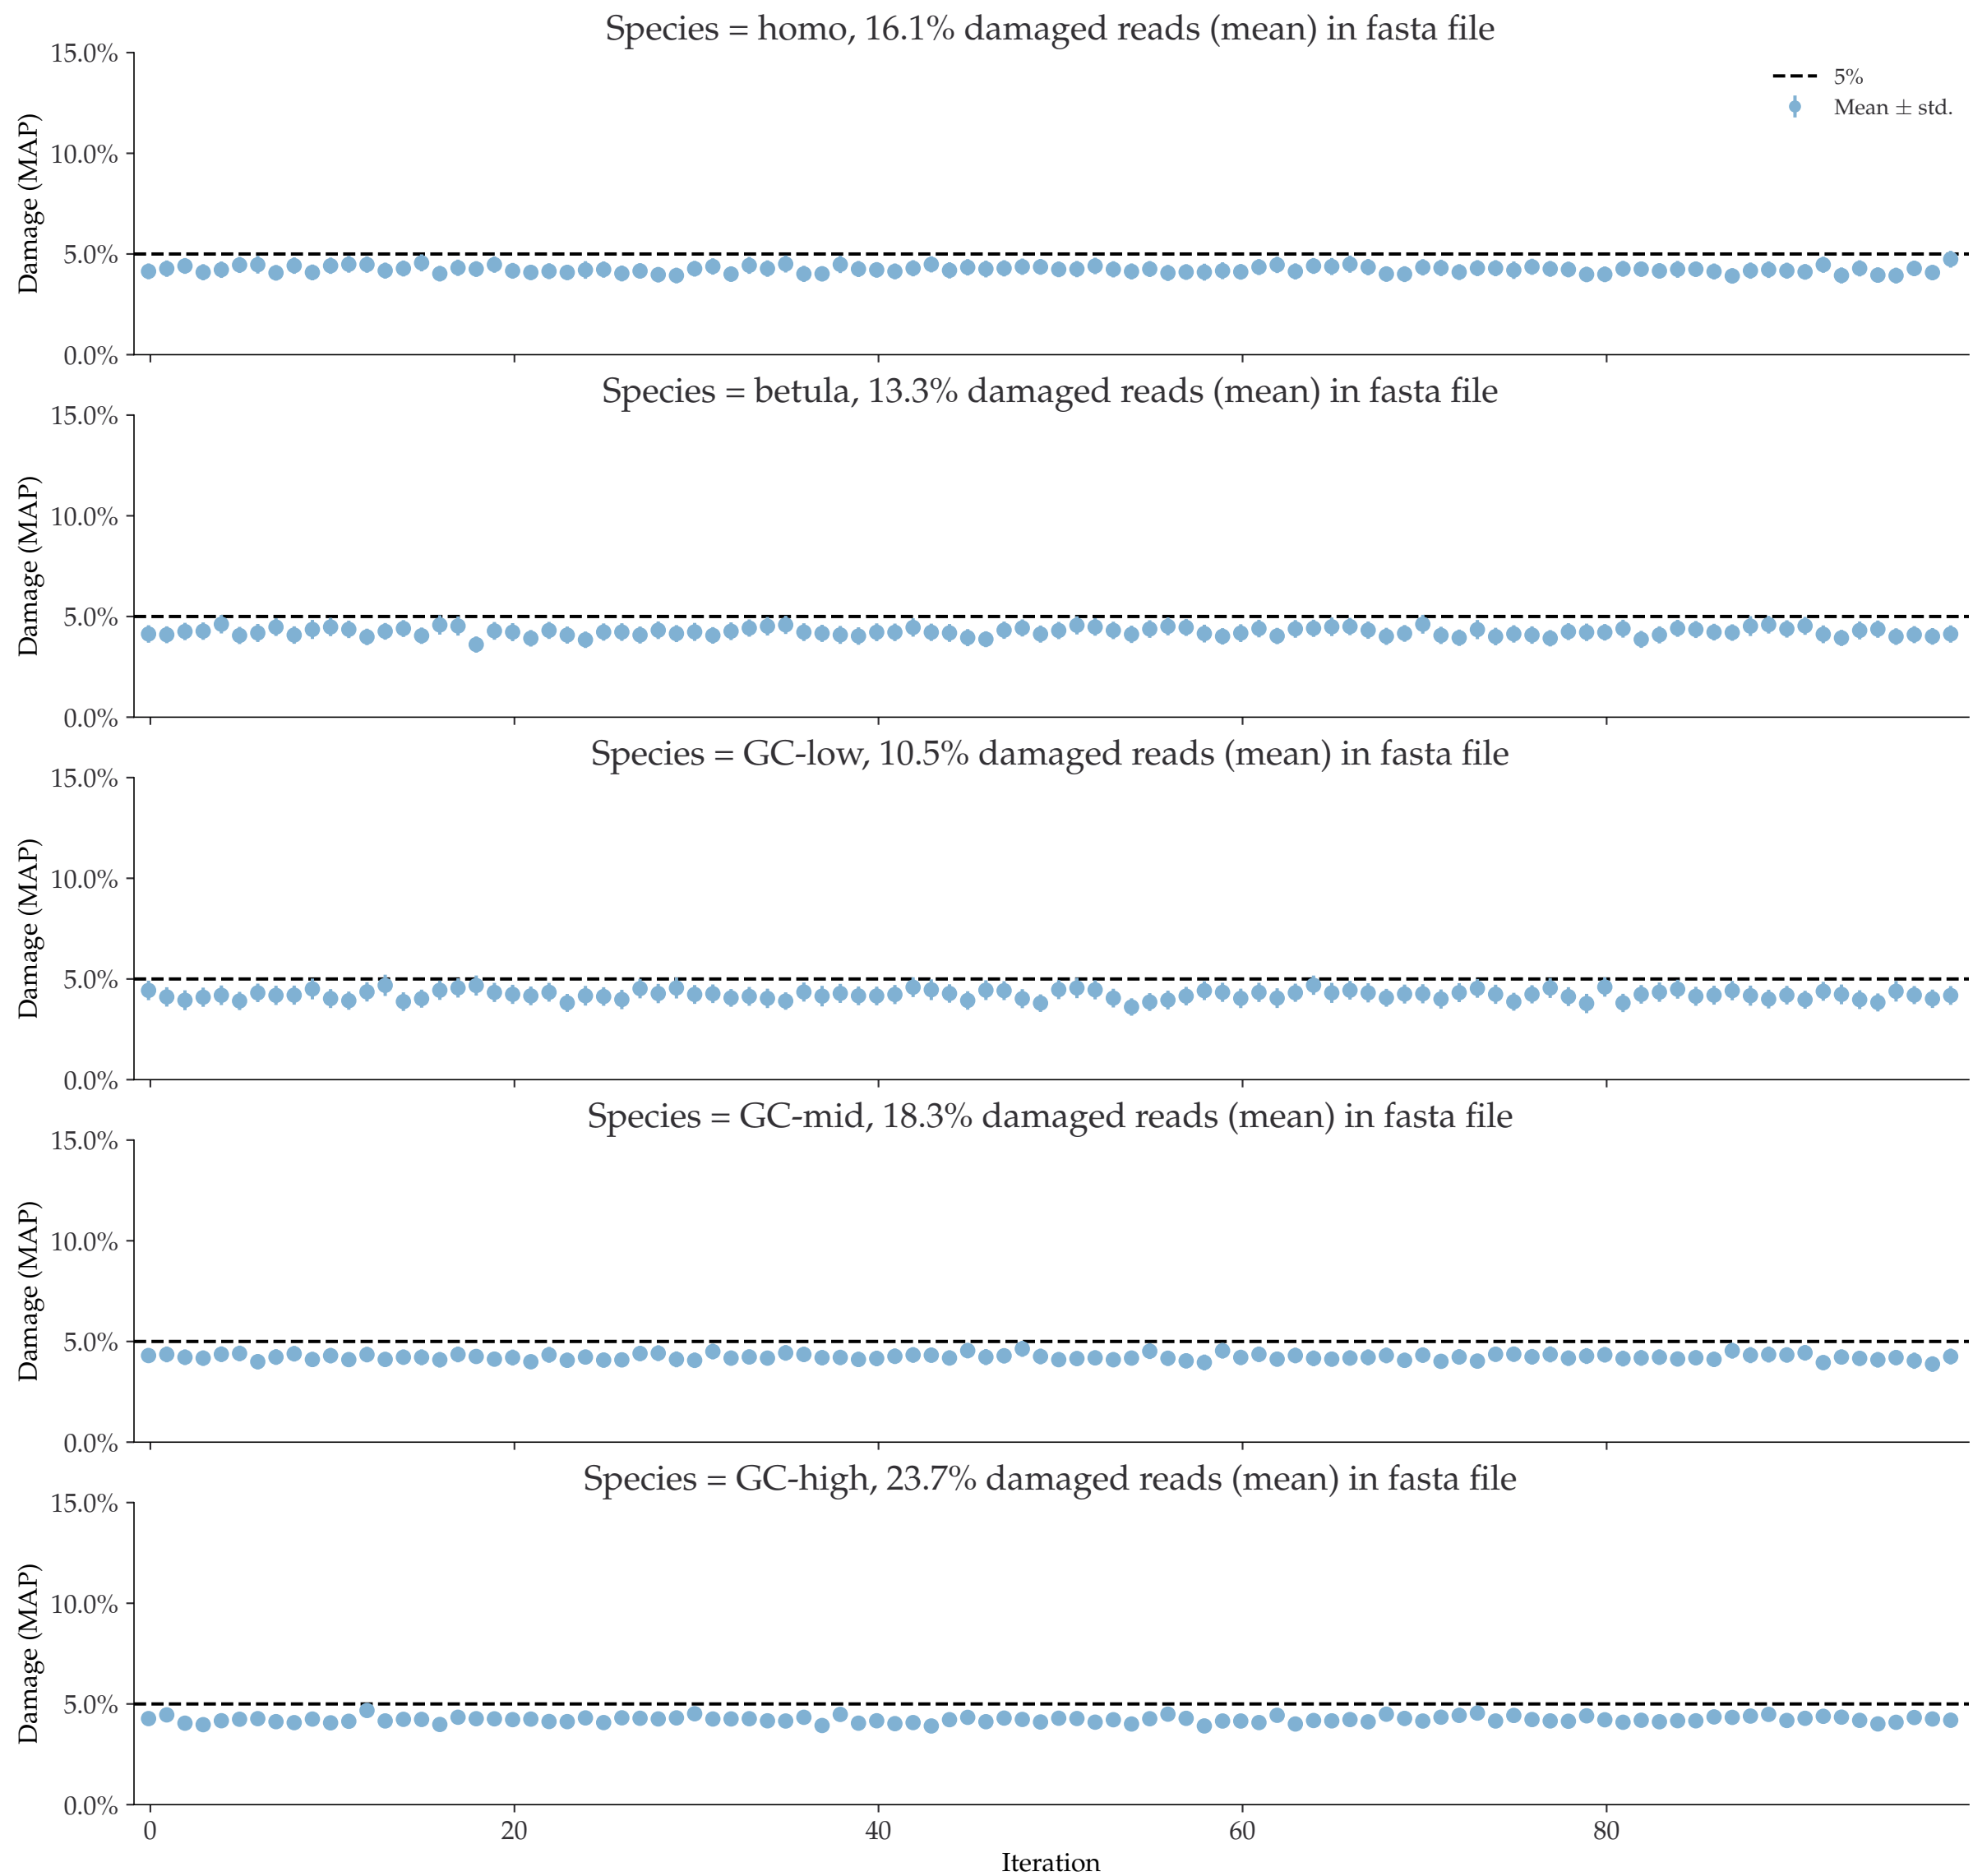 Species = homo, 16.1% damaged reads (mean) in fasta file
15.0%
10.0%
5.0%
0.0%
Damage (MAP)
5%
Mean ± std.
Species = betula, 13.3% damaged reads (mean) in fasta file
15.0%
10.0%
5.0%
0.0%
Damage (MAP)
Species = GC-low, 10.5% damaged reads (mean) in fasta file
15.0%
10.0%
5.0%
0.0%
Damage (MAP)
Species = GC-mid, 18.3% damaged reads (mean) in fasta file
15.0%
10.0%
5.0%
0.0%
Damage (MAP)
Species = GC-high, 23.7% damaged reads (mean) in fasta file
15.0%
10.0%
5.0%
0.0%
Damage (MAP)
0 20 40 60 80
Iteration